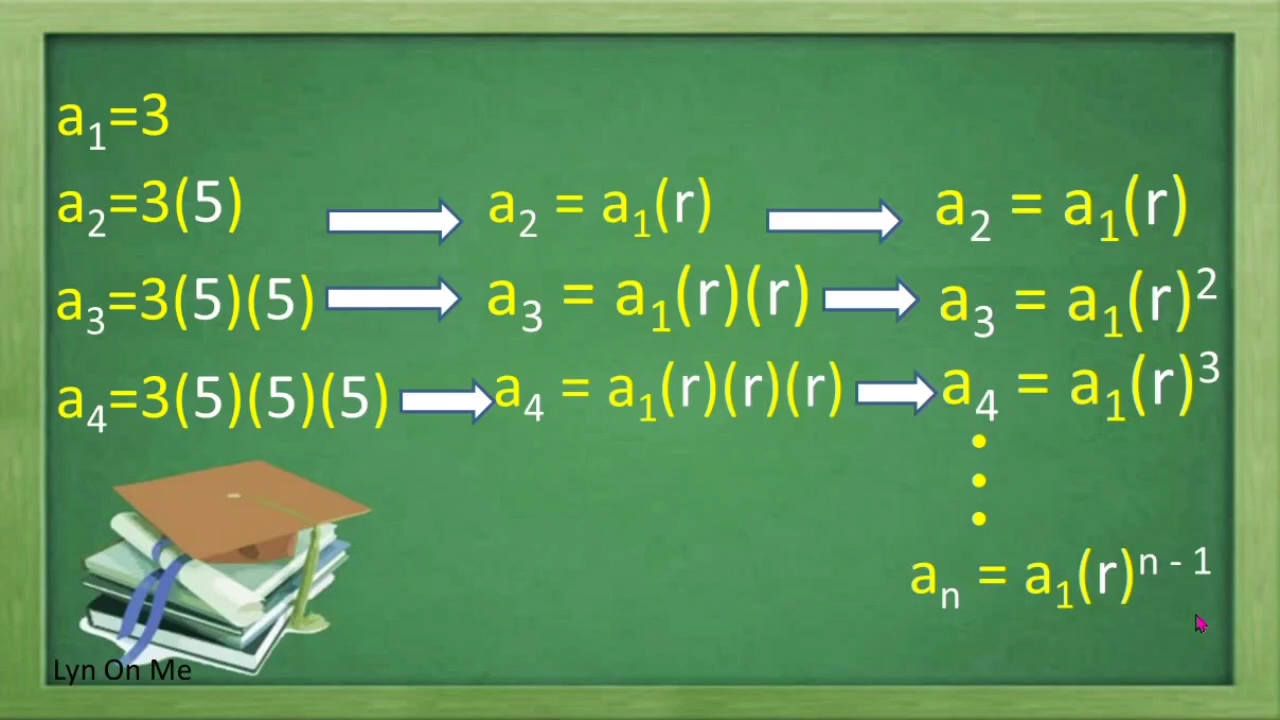 a₁=3
a₂=3(5) a₂ = a₁(r) a₂ = a₁(r)
a₃=3(5)(5) a₃ = a₁(r)(r) a₃ = a₁(r)²
a₄=3(5)(5)(5) a₄ = a₁(r)(r)(r) a₄ = a₁(r)³
aₙ = a₁(r)ⁿ ⁻ ¹
Lyn On Me